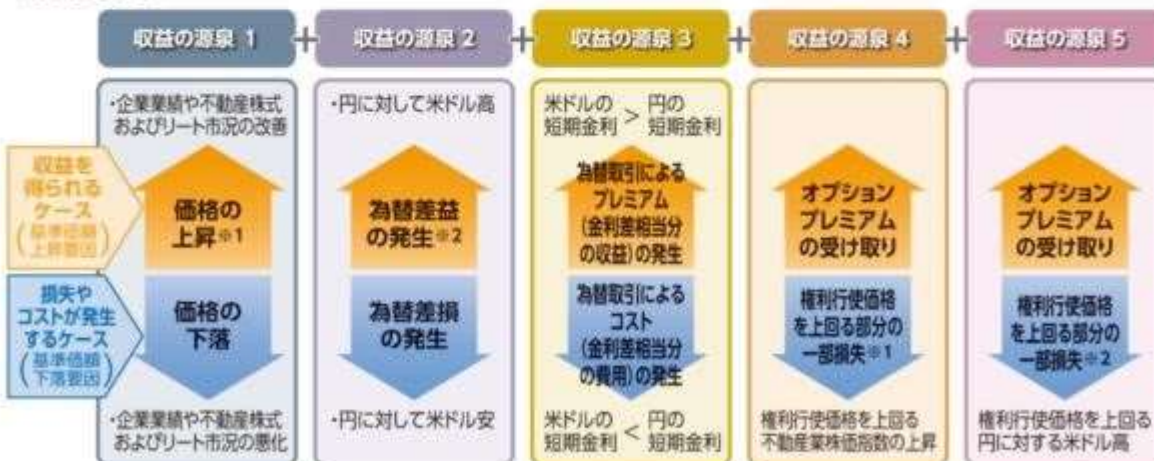 収益の源泉 1 + 収益の源泉 2 + 収益の源泉 3 + 収益の源泉 4 + 収益の源泉 5
収益を
得られる
ケース
(基準価額
上昇要因)
損失や
コストが発生
するケース
(基準価額
下落要因)
・企業業績や不動産株式
およびリート市況の改善
価格の
上昇※1
価格の
下落
・企業業績や不動産株式
およびリート市況の悪化
・円に対して米ドル高
為替差益
の発生※2
為替差損
の発生
・円に対して米ドル安
米ドルの 円の
短期金利 > 短期金利
為替取引による
プレミアム
(金利差相当分
の収益)の発生
為替取引による
コスト
(金利差相当分
の費用)の発生
米ドルの 円の
短期金利 < 短期金利
オプション
プレミアム
の受け取り
権利行使価格
を上回る部分の
一部損失※1
権利行使価格を上回る
不動産業株価指数の上昇
オプション
プレミアム
の受け取り
権利行使価格
を上回る部分の
一部損失※2
権利行使価格を上回る
円に対する米ドル高